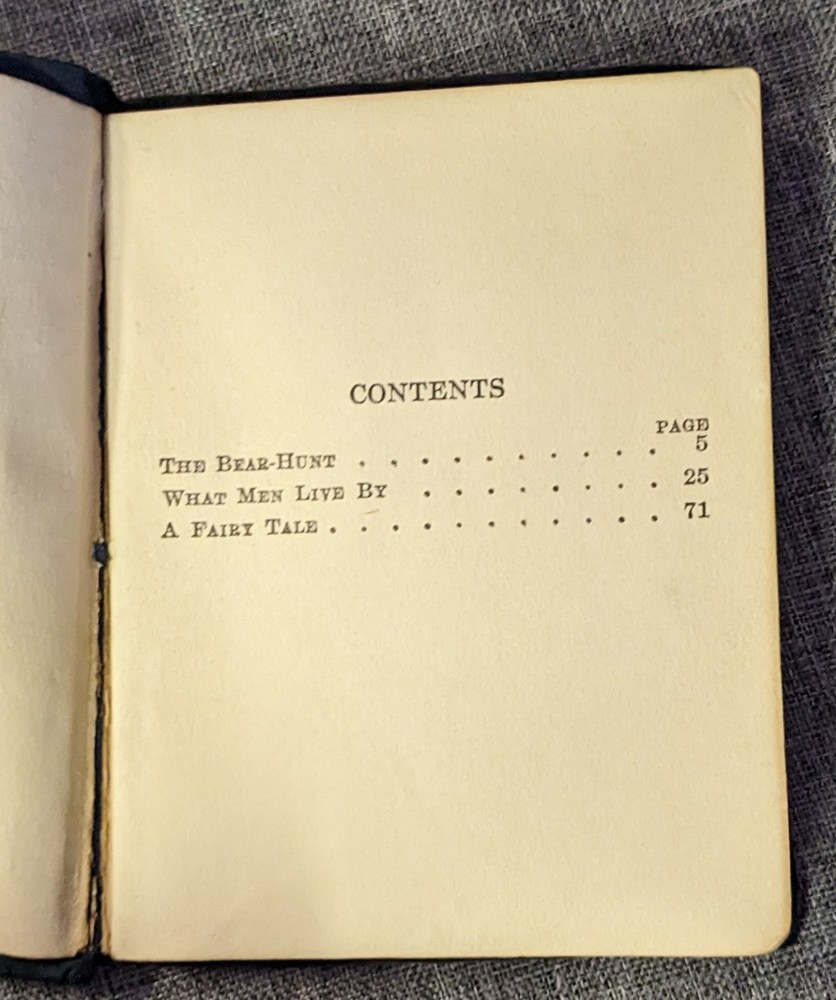 CONTENTS
PAGE
The Bear-Hunt . . . . . . . . . . 5
What Men Live By . . . . . . . . 25
A Fairy Tale . . . . . . . . . . . 71